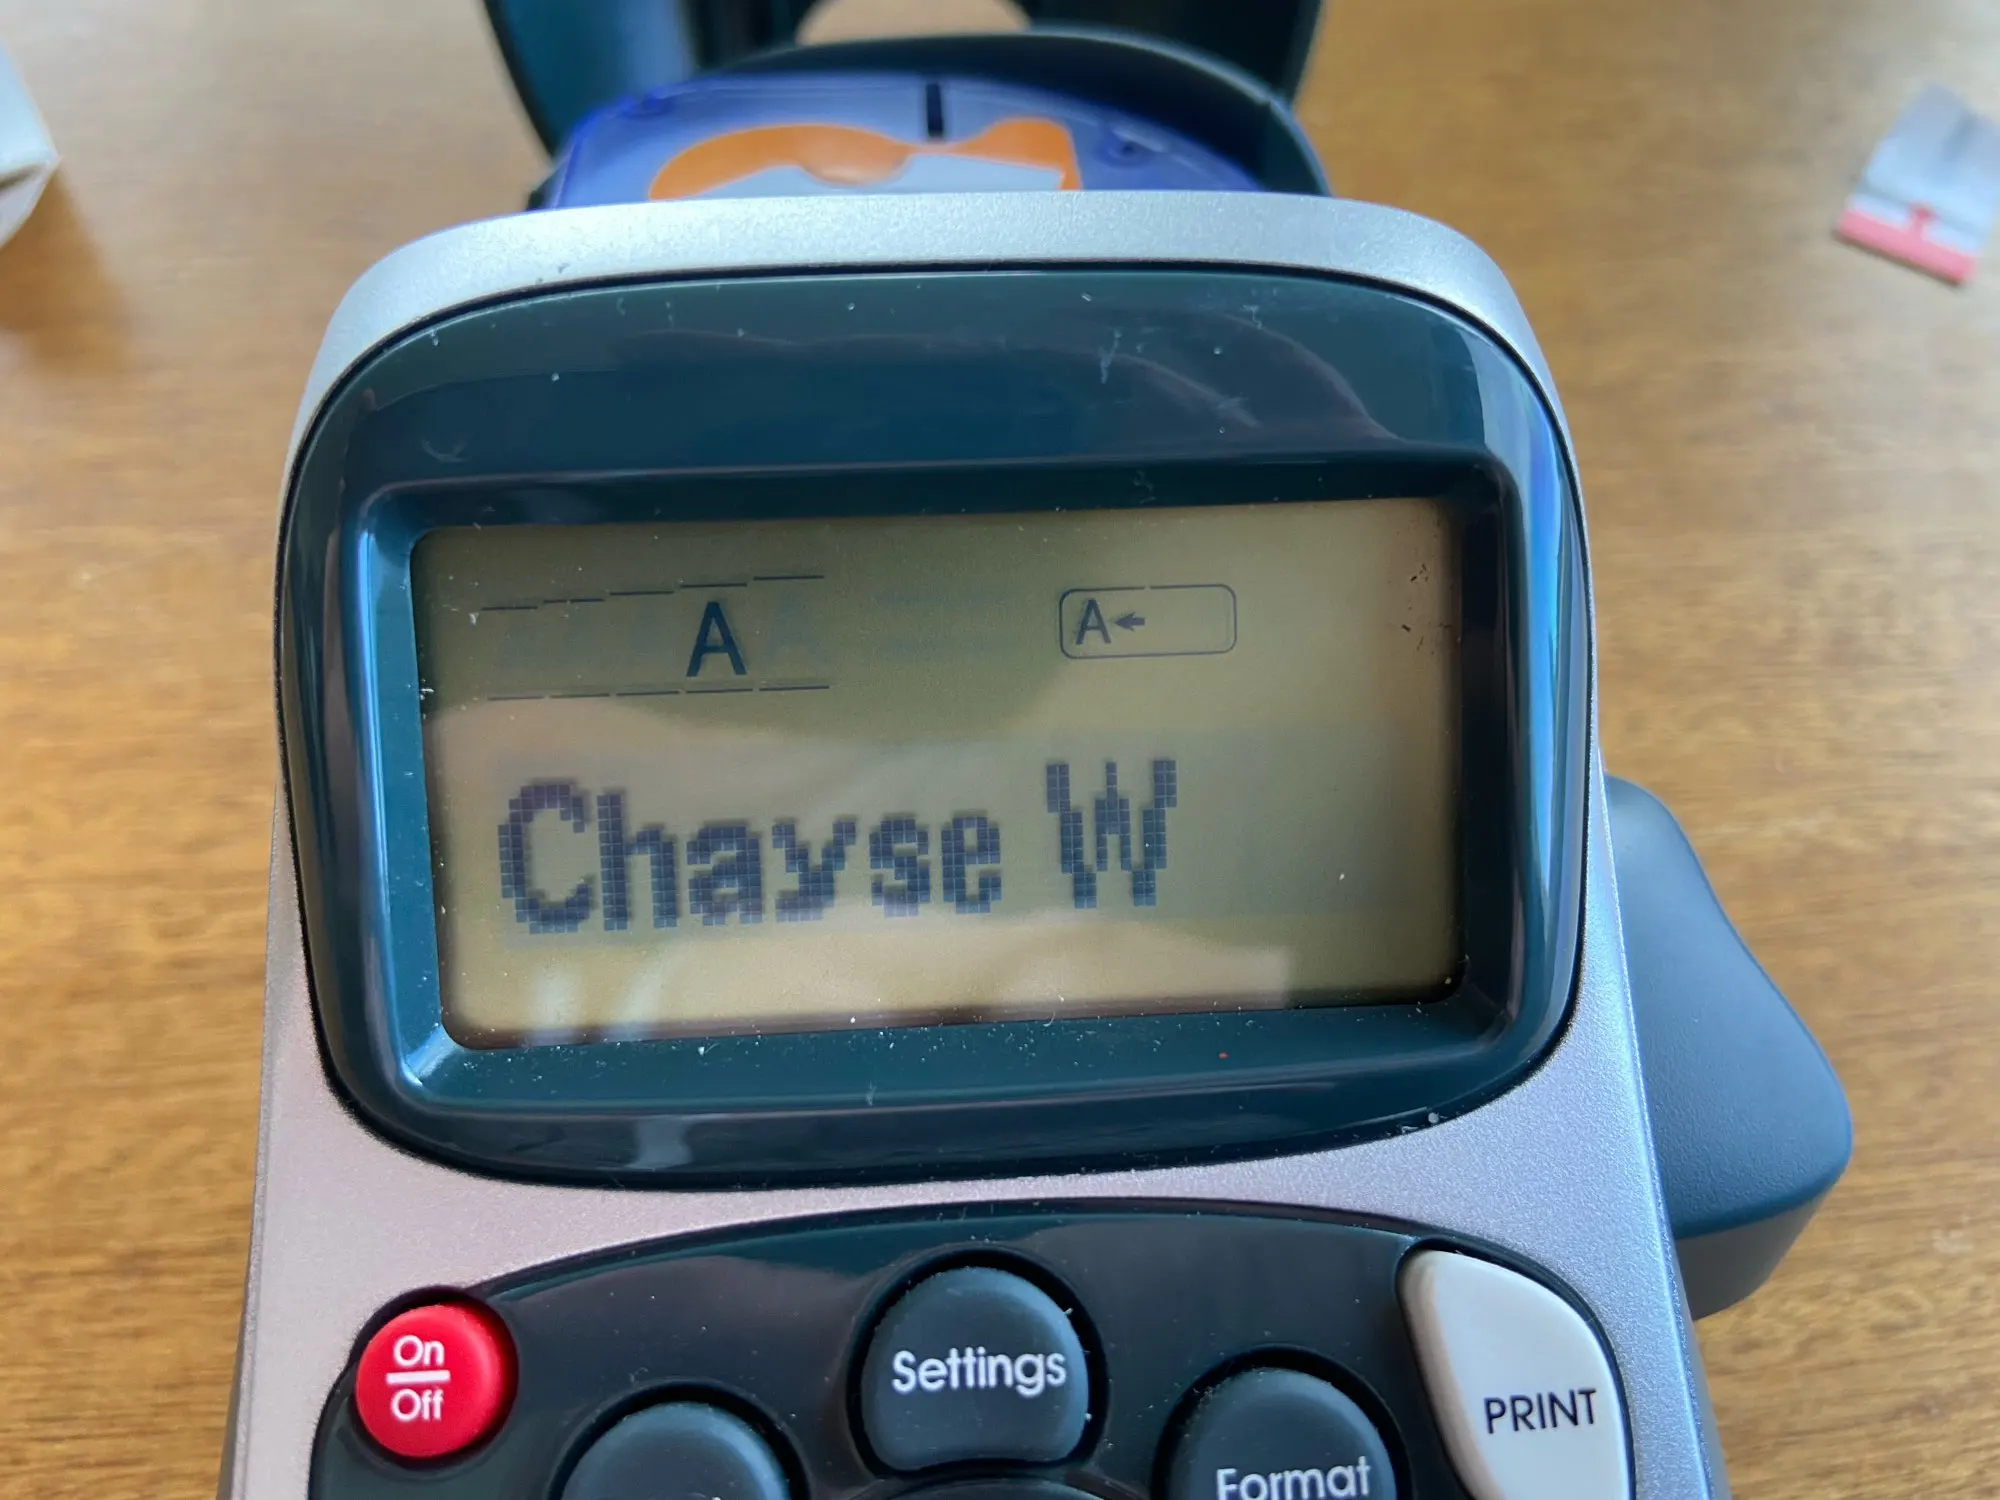 A
A
Chayse W
On
Off
Settings
PRINT
Format